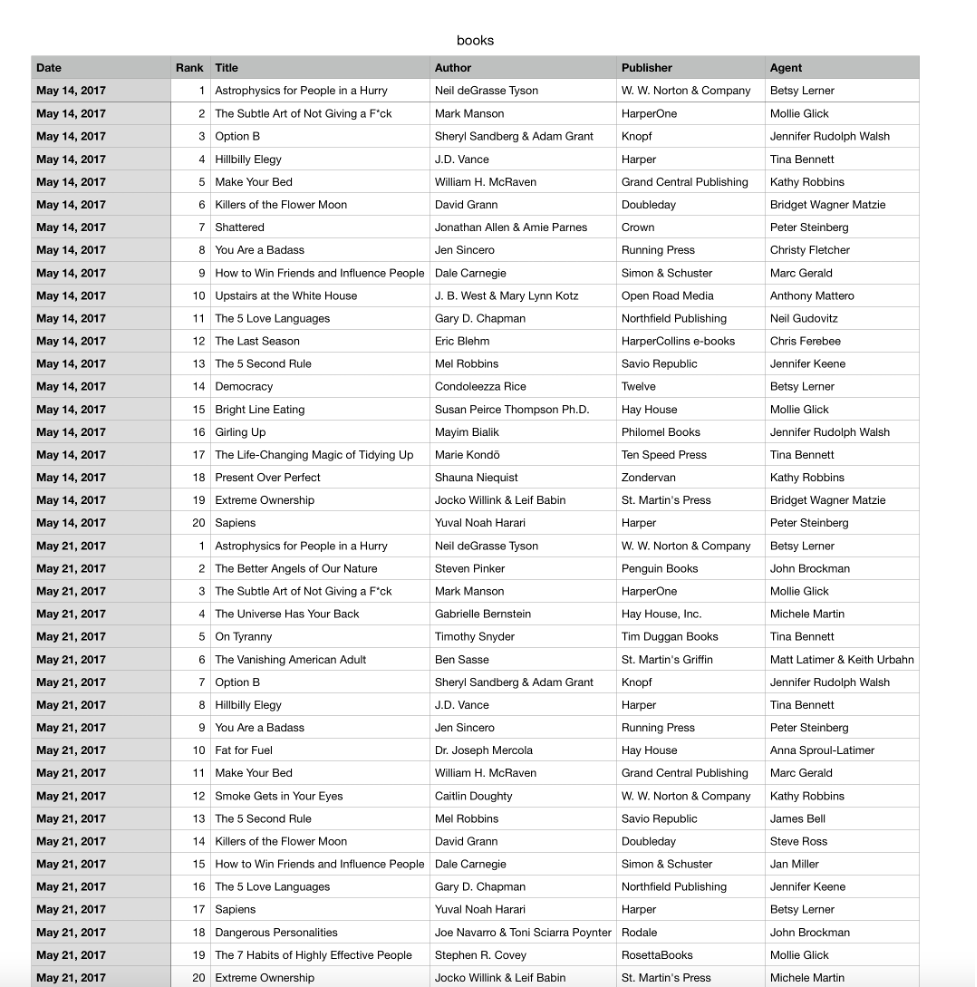 books
Date Rank Title Author Publisher Agent
May 14, 2017 1 Astrophysics for People in a Hurry Neil deGrasse Tyson W. W. Norton & Company Betsy Lerner
May 14, 2017 2 The Subtle Art of Not Giving a F*ck Mark Manson HarperOne Mollie Glick
May 14, 2017 3 Option B Sheryl Sandberg & Adam Grant Knopf Jennifer Rudolph Walsh
May 14, 2017 4 Hillbilly Elegy J.D. Vance Harper Tina Bennett
May 14, 2017 5 Make Your Bed William H. McRaven Grand Central Publishing Kathy Robbins
May 14, 2017 6 Killers of the Flower Moon David Grann Doubleday Bridget Wagner Matzie
May 14, 2017 7 Shattered Jonathan Allen & Amie Parnes Crown Peter Steinberg
May 14, 2017 8 You Are a Badass Jen Sincero Running Press Christy Fletcher
May 14, 2017 9 How to Win Friends and Influence People Dale Carnegie Simon & Schuster Marc Gerald
May 14, 2017 10 Upstairs at the White House J. B. West & Mary Lynn Kotz Open Road Media Anthony Mattero
May 14, 2017 11 The 5 Love Languages Gary D. Chapman Northfield Publishing Neil Gudovitz
May 14, 2017 12 The Last Season Eric Blehm HarperCollins e-books Chris Ferebee
May 14, 2017 13 The 5 Second Rule Mel Robbins Savio Republic Jennifer Keene
May 14, 2017 14 Democracy Condoleezza Rice Twelve Betsy Lerner
May 14, 2017 15 Bright Line Eating Susan Peirce Thompson Ph.D. Hay House Mollie Glick
May 14, 2017 16 Girling Up Mayim Bialik Philomel Books Jennifer Rudolph Walsh
May 14, 2017 17 The Life-Changing Magic of Tidying Up Marie Kondō Ten Speed Press Tina Bennett
May 14, 2017 18 Present Over Perfect Shauna Niequist Zondervan Kathy Robbins
May 14, 2017 19 Extreme Ownership Jocko Willink & Leif Babin St. Martin's Press Bridget Wagner Matzie
May 14, 2017 20 Sapiens Yuval Noah Harari Harper Peter Steinberg
May 21, 2017 1 Astrophysics for People in a Hurry Neil deGrasse Tyson W. W. Norton & Company Betsy Lerner
May 21, 2017 2 The Better Angels of Our Nature Steven Pinker Penguin Books John Brockman
May 21, 2017 3 The Subtle Art of Not Giving a F*ck Mark Manson HarperOne Mollie Glick
May 21, 2017 4 The Universe Has Your Back Gabrielle Bernstein Hay House, Inc. Michele Martin
May 21, 2017 5 On Tyranny Timothy Snyder Tim Duggan Books Tina Bennett
May 21, 2017 6 The Vanishing American Adult Ben Sasse St. Martin's Griffin Matt Latimer & Keith Urbahn
May 21, 2017 7 Option B Sheryl Sandberg & Adam Grant Knopf Jennifer Rudolph Walsh
May 21, 2017 8 Hillbilly Elegy J.D. Vance Harper Tina Bennett
May 21, 2017 9 You Are a Badass Jen Sincero Running Press Peter Steinberg
May 21, 2017 10 Fat for Fuel Dr. Joseph Mercola Hay House Anna Sproul-Latimer
May 21, 2017 11 Make Your Bed William H. McRaven Grand Central Publishing Marc Gerald
May 21, 2017 12 Smoke Gets in Your Eyes Caitlin Doughty W. W. Norton & Company Kathy Robbins
May 21, 2017 13 The 5 Second Rule Mel Robbins Savio Republic James Bell
May 21, 2017 14 Killers of the Flower Moon David Grann Doubleday Steve Ross
May 21, 2017 15 How to Win Friends and Influence People Dale Carnegie Simon & Schuster Jan Miller
May 21, 2017 16 The 5 Love Languages Gary D. Chapman Northfield Publishing Jennifer Keene
May 21, 2017 17 Sapiens Yuval Noah Harari Harper Betsy Lerner
May 21, 2017 18 Dangerous Personalities Joe Navarro & Toni Sciarra Poynter Rodale John Brockman
May 21, 2017 19 The 7 Habits of Highly Effective People Stephen R. Covey RosettaBooks Mollie Glick
May 21, 2017 20 Extreme Ownership Jocko Willink & Leif Babin St. Martin's Press Michele Martin